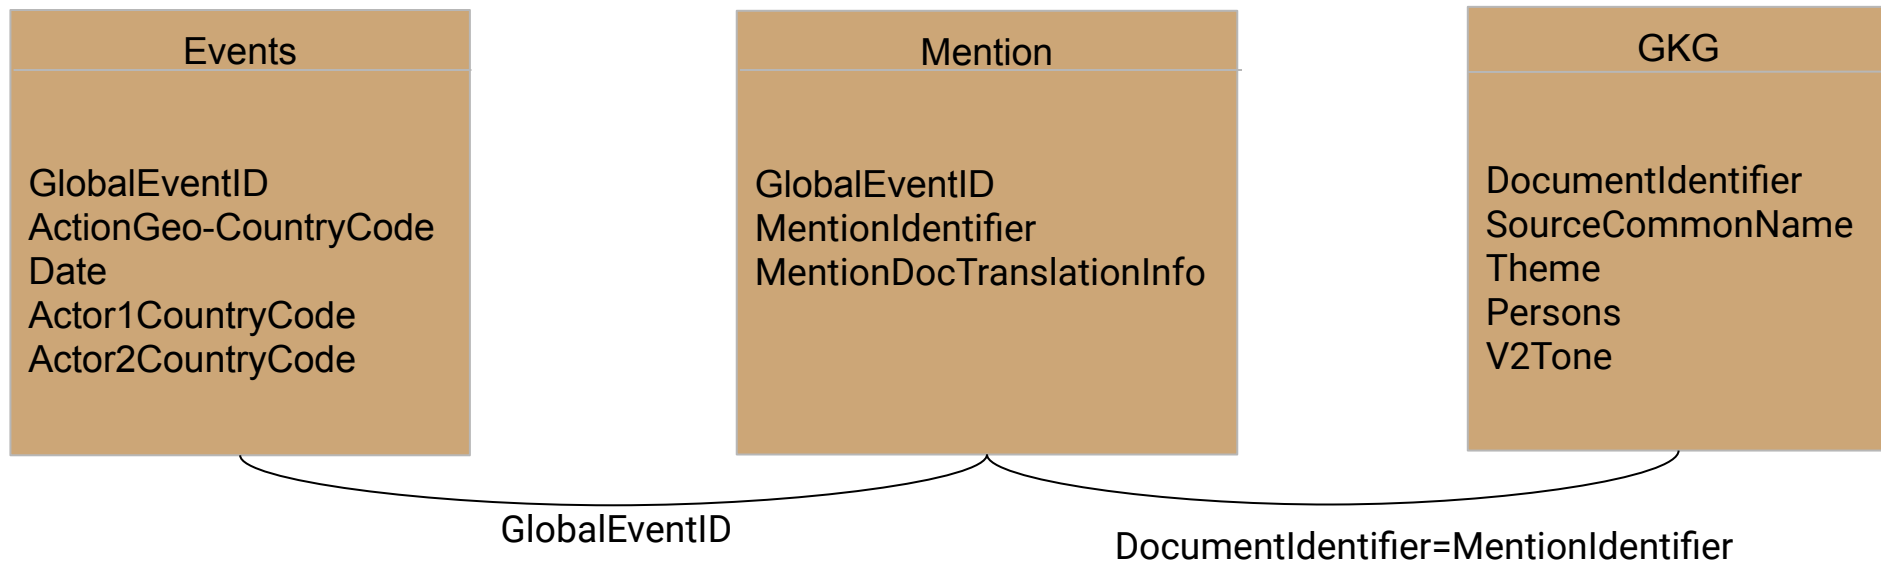 Events
GlobalEventID
ActionGeo-CountryCode
Date
Actor1CountryCode
Actor2CountryCode
Mention
GlobalEventID
MentionIdentifier
MentionDocTranslationInfo
GKG
DocumentIdentifier
SourceCommonName
Theme
Persons
V2Tone
GlobalEventID
DocumentIdentifier=MentionIdentifier